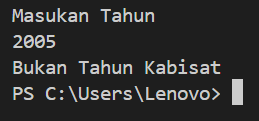 Masukan Tahun
2005
Bukan Tahun Kabisat
PS C:\Users\Lenovo>